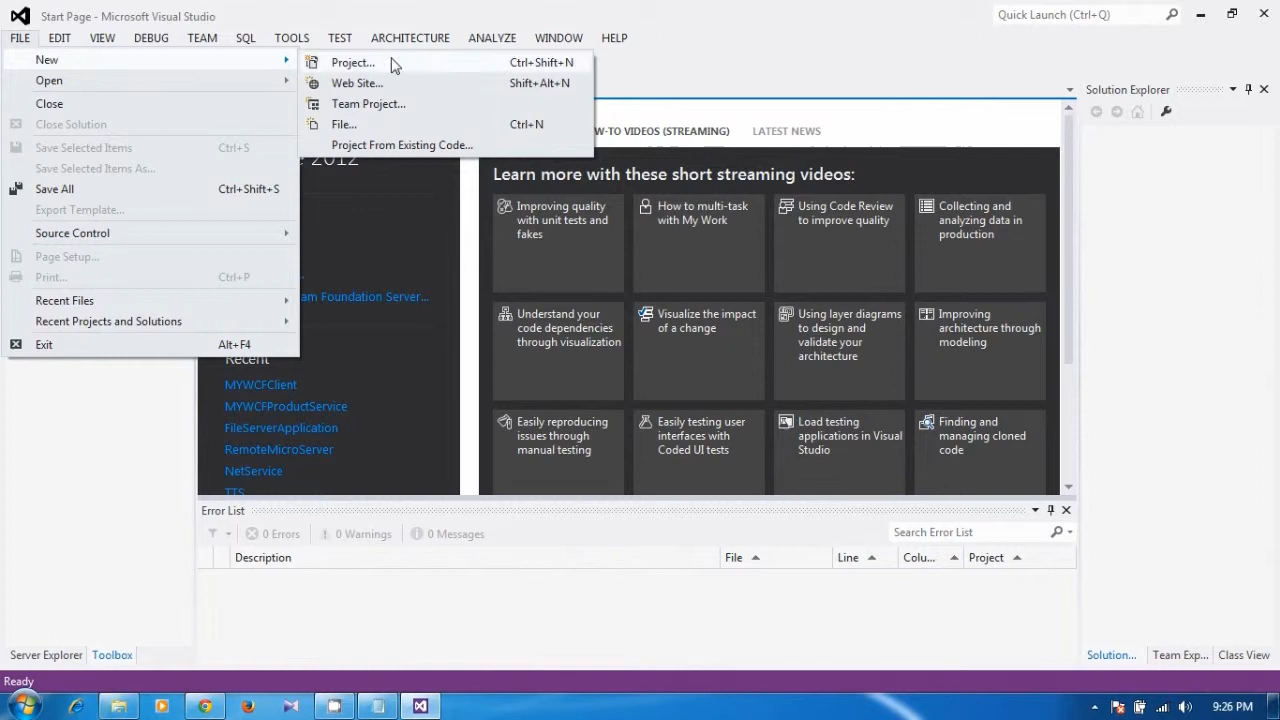 Start Page - Microsoft Visual Studio
Quick Launch (Ctrl+Q)
FILE EDIT VIEW DEBUG TEAM SQL TOOLS TEST ARCHITECTURE ANALYZE WINDOW HELP
New
Open
Close
Close Solution
Save Selected Items Ctrl+S
Save Selected Items As...
Save All Ctrl+Shift+S
Export Template...
Source Control
Page Setup...
Print... Ctrl+P
Recent Files
Recent Projects and Solutions
Exit Alt+F4
Project... Ctrl+Shift+N
Web Site... Shift+Alt+N
Team Project...
File... Ctrl+N
Project From Existing Code...
2012
am Foundation Server...
Recent
MYWCFClient
MYWCFProductService
FileServerApplication
RemoteMicroServer
NetService
TTS
W-TO VIDEOS (STREAMING) LATEST NEWS
Learn more with these short streaming videos:
Improving quality
with unit tests and
fakes
How to multi-task
with My Work
Using Code Review
to improve quality
Collecting and
analyzing data in
production
Understand your
code dependencies
through visualization
Visualize the impact
of a change
Using layer diagrams
to design and
validate your
architecture
Improving
architecture through
modeling
Easily reproducing
issues through
manual testing
Easily testing user
interfaces with
Coded UI tests
Load testing
applications in Visual
Studio
Finding and
managing cloned
code
Solution Explorer
Error List
0 Errors 0 Warnings 0 Messages
Search Error List
Description File Line Colu... Project
Server Explorer Toolbox
Solution... Team Exp... Class View
Ready
9:26 PM